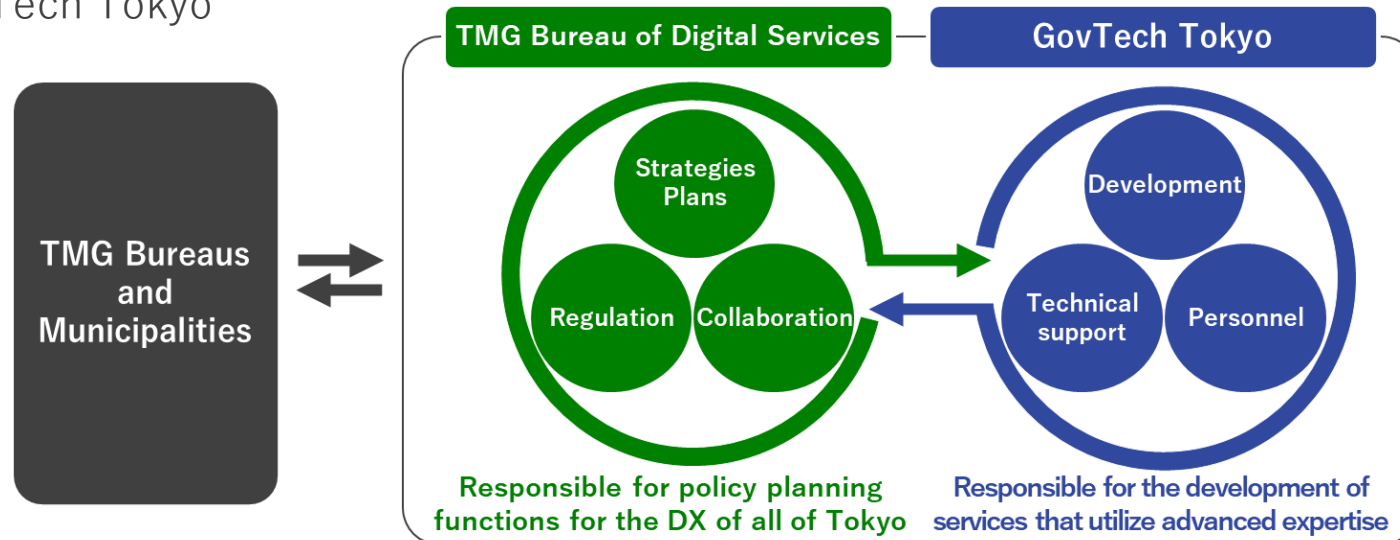 Tech Tokyo
TMG Bureau of Digital Services
GovTech Tokyo
TMG Bureaus
and
Municipalities
Strategies
Plans
Regulation
Collaboration
Development
Technical
support
Personnel
Responsible for policy planning
functions for the DX of all of Tokyo
Responsible for the development of
services that utilize advanced expertise